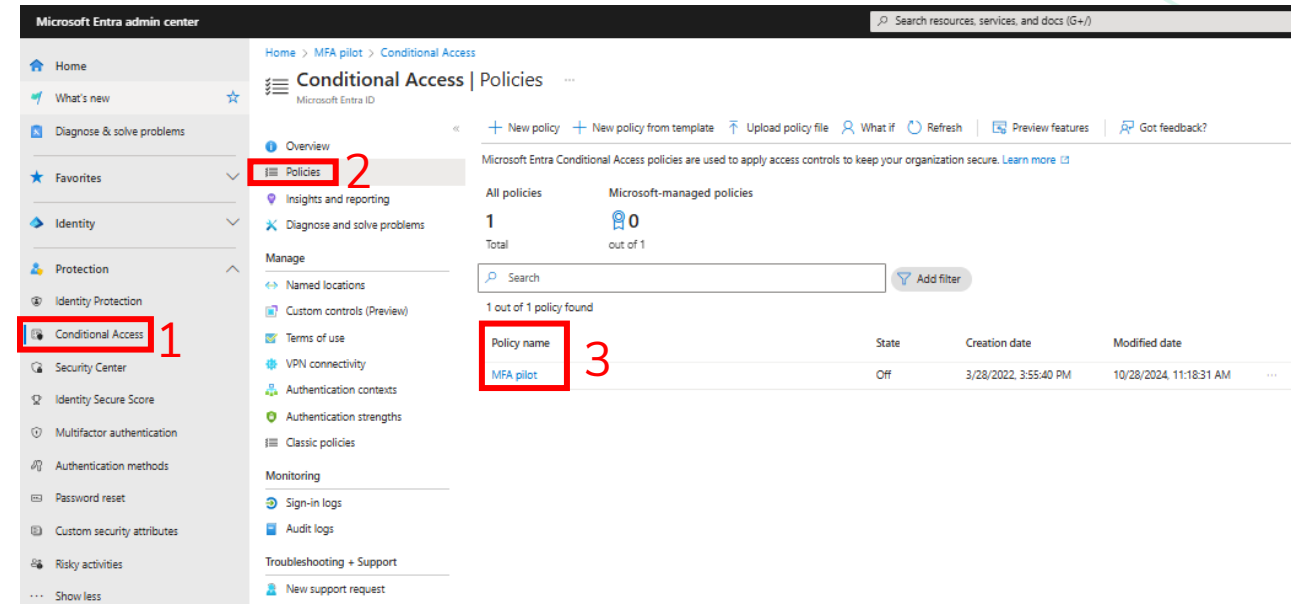 Microsoft Entra admin center
Search resources, services, and docs (G+/)
Home
What's new
Diagnose & solve problems
Favorites
Identity
Protection
Identity Protection
Conditional Access
1
Security Center
Identity Secure Score
Multifactor authentication
Authentication methods
Password reset
Custom security attributes
Risky activities
··· Show less
Home > MFA pilot > Conditional Access
Conditional Access | Policies ···
Microsoft Entra ID
«
Overview
Policies
2
Insights and reporting
Diagnose and solve problems
Manage
Named locations
Custom controls (Preview)
Terms of use
VPN connectivity
Authentication contexts
Authentication strengths
Classic policies
Monitoring
Sign-in logs
Audit logs
Troubleshooting + Support
New support request
+ New policy + New policy from template Upload policy file What if Refresh | Preview features | Got feedback?
Microsoft Entra Conditional Access policies are used to apply access controls to keep your organization secure. Learn more
All policies Microsoft-managed policies
1 0
Total out of 1
Search Add filter
1 out of 1 policy found
Policy name State Creation date Modified date
3
MFA pilot Off 3/28/2022, 3:55:40 PM 10/28/2024, 11:18:31 AM ···